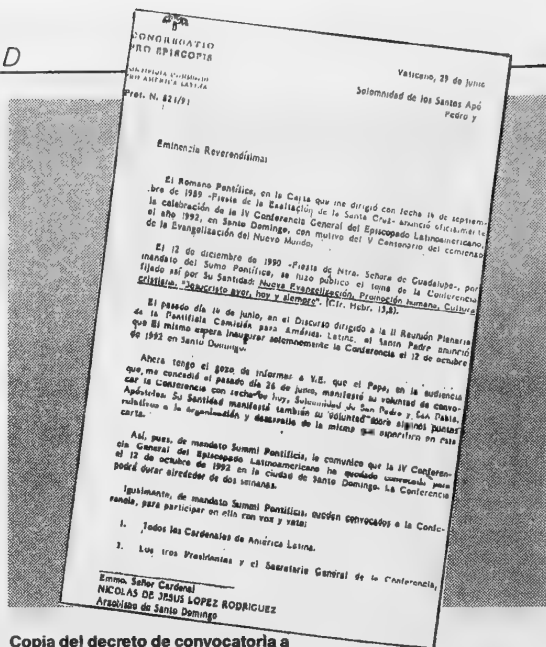 D
CONGREGATIO
PRO EPISCOPIS
PRO AMERICA LATINA
Prot. N. 821/91
Vaticano, 29 de junio
Solemnidad de los Santos Apó
Pedro y
Eminencia Reverendísima:
El Romano Pontífice, en la Carta que me dirigió con fecha 14 de septiem-
bre de 1989 -Fiesta de la Exaltación de la Santa Cruz- anunció oficialmente
la celebración de la IV Conferencia General del Episcopado Latinoamericano,
el año 1992, en Santo Domingo, con motivo del V Centenario del comienzo
de la Evangelización del Nuevo Mundo.
El 12 de diciembre de 1990 -Fiesta de Ntra. Señora de Guadalupe-, por
mandato del Sumo Pontífice, se hizo público el tema de la Conferencia
fijado así por Su Santidad: Nueva Evangelización, Promoción humana, Cultura
cristiana. "Jesucristo ayer, hoy y siempre". (Cfr. Hebr. 13,8).
El pasado día 14 de junio, en el Discurso dirigido a la II Reunión Plenaria
de la Pontificia Comisión para América Latina, el Santo Padre anunció
que El mismo espera inaugurar solemnemente la Conferencia el 12 de octubre
de 1992 en Santo Domingo.
Ahora tengo el gozo de informar a V.E. que el Papa, en la audiencia
que me concedió el pasado día 26 de junio, manifestó su voluntad de convo-
car la Conferencia con fecha de hoy, Solemnidad de San Pedro y San Pablo,
Apóstoles. Su Santidad manifestó también su voluntad sobre algunos puntos
relativos a la organización y desarrollo de la misma que especifico en esta
carta.
Así, pues, de mandato Summi Pontificis, le comunico que la IV Conferen-
cia General del Episcopado Latinoamericano ha quedado convocada para
el 12 de octubre de 1992 en la ciudad de Santo Domingo. La Conferencia
podrá durar alrededor de dos semanas.
Igualmente, de mandato Summi Pontificis, quedan convocados a la Confe-
rencia, para participar en ella con voz y voto:
1. Todos los Cardenales de América Latina.
2. Los tres Presidentes y el Secretario General de la Conferencia,
Emmo. Señor Cardenal
NICOLAS DE JESUS LOPEZ RODRIGUEZ
Arzobispo de Santo Domingo
Copia del decreto de convocatoria a